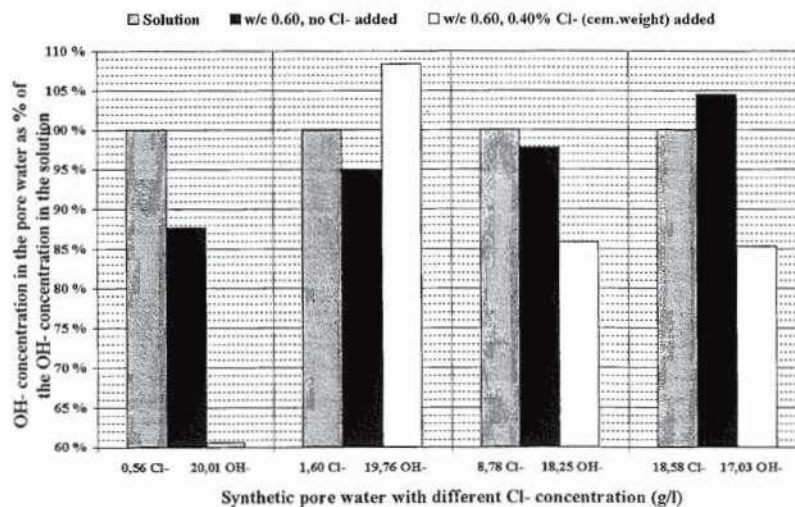 Solution w/c 0.60, no Cl- added w/c 0.60, 0.40% Cl- (cem.weight) added
OH- concentration in the pore water as % of
the OH- concentration in the solution
110 %
105 %
100 %
95 %
90 %
85 %
80 %
75 %
70 %
65 %
60 %
0,56 Cl- 20,01 OH- 1,60 Cl- 19,76 OH- 8,78 Cl- 18,25 OH- 18,58 Cl- 17,03 OH-
Synthetic pore water with different Cl- concentration (g/l)